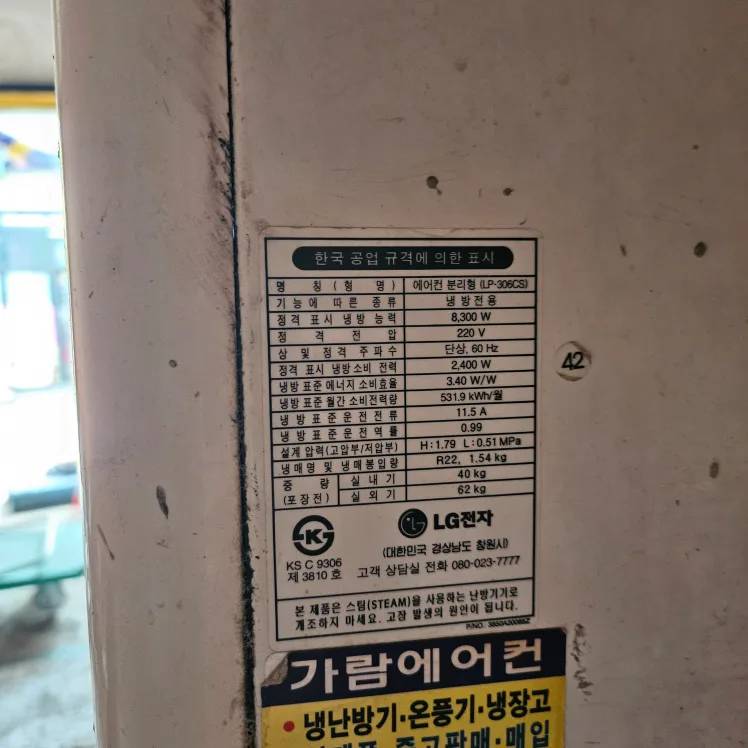 한국 공업 규격에 의한 표시
명 칭 (형 명) 에어컨 분리형 (LP-306CS)
기능에 따른 종류 냉방전용
정격 표시 냉방 능력 8,300 W
정 격 전 압 220 V
상 및 정격 주파수 단상, 60 Hz
정격 표시 냉방소비 전력 2,400 W
냉방 표준 에너지 소비효율 3.40 W/W
냉방 표준 월간 소비전력량 531.9 kWh/월
냉방 표준운전 전류 11.5 A
냉방 표준운전 역률 0.99
설계 압력(고압부/저압부) H:1.79 L:0.51 MPa
냉매명 및 냉매봉입량 R22, 1.54 kg
중 량 (포장전) 실 내 기 40 kg
실 외 기 62 kg
42
KS C 9306
제 3810 호
LG전자
(대한민국 경상남도 창원시)
고객 상담실 전화 080-023-7777
본 제품은 스팀(STEAM)을 사용하는 난방기기로
개조하지 마세요. 고장 발생의 원인이 됩니다.
P/NO.: 3850A20089Z
가람에어컨
• 냉난방기·온풍기·냉장고
중고판매·매입